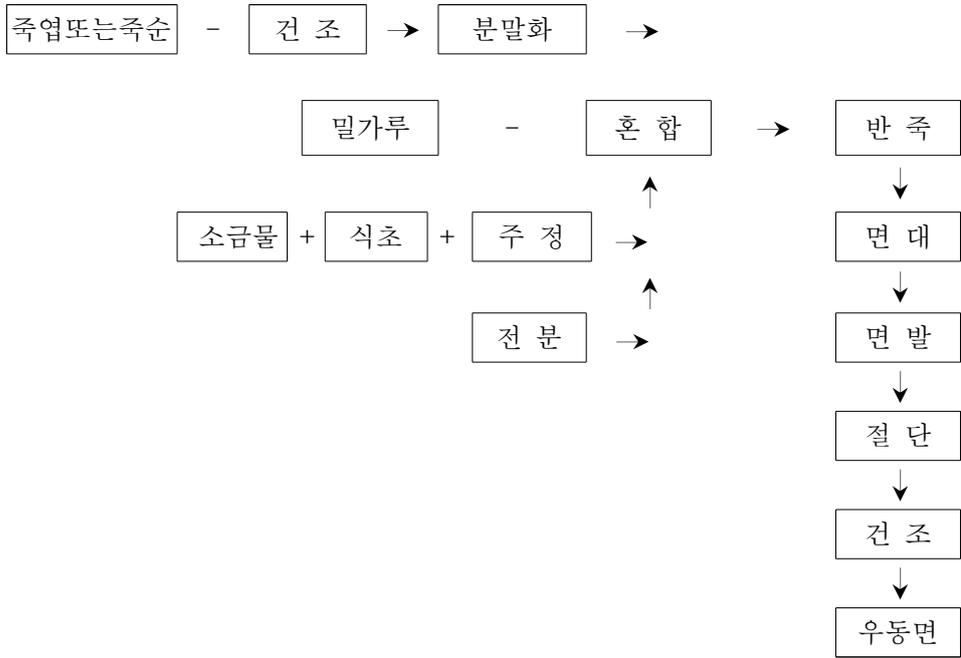 죽엽또는죽순 - 건 조 → 분말화 →
밀가루 - 혼 합 → 반 죽
소금물 + 식초 + 주 정 → 면 대
전 분 → 면 발
절 단
건 조
우동면